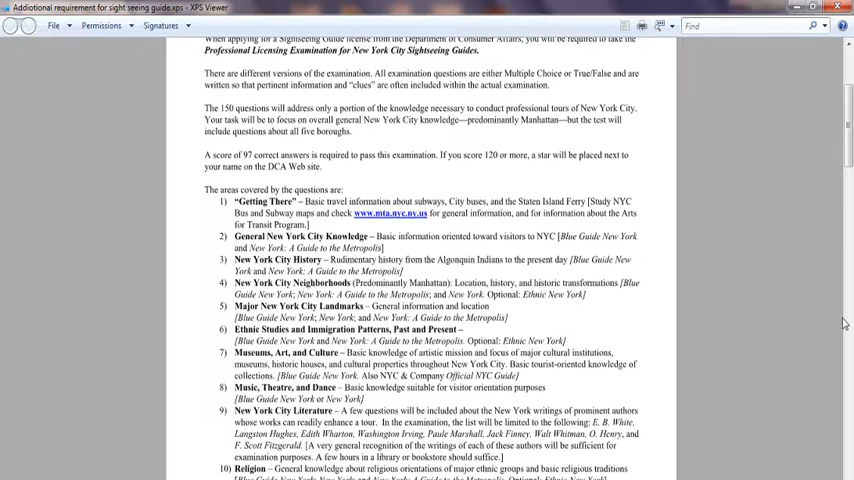 Addiotional requirement for sight seeing guide.xps - XPS Viewer
File Permissions Signatures Find
When applying for a Sightseeing Guide license from the Department of Consumer Affairs, you will be required to take the
Professional Licensing Examination for New York City Sightseeing Guides.
There are different versions of the examination. All examination questions are either Multiple Choice or True/False and are
written so that pertinent information and “clues” are often included within the actual examination.
The 150 questions will address only a portion of the knowledge necessary to conduct professional tours of New York City.
Your task will be to focus on overall general New York City knowledge—predominantly Manhattan—but the test will
include questions about all five boroughs.
A score of 97 correct answers is required to pass this examination. If you score 120 or more, a star will be placed next to
your name on the DCA Web site.
The areas covered by the questions are:
1) “Getting There” – Basic travel information about subways, City buses, and the Staten Island Ferry [Study NYC
Bus and Subway maps and check www.mta.nyc.ny.us for general information, and for information about the Arts
for Transit Program.]
2) General New York City Knowledge – Basic information oriented toward visitors to NYC [Blue Guide New York
and New York: A Guide to the Metropolis]
3) New York City History – Rudimentary history from the Algonquin Indians to the present day [Blue Guide New
York and New York: A Guide to the Metropolis]
4) New York City Neighborhoods (Predominantly Manhattan): Location, history, and historic transformations [Blue
Guide New York; New York: A Guide to the Metropolis; and New York. Optional: Ethnic New York]
5) Major New York City Landmarks – General information and location
[Blue Guide New York; New York; and New York: A Guide to the Metropolis]
6) Ethnic Studies and Immigration Patterns, Past and Present –
[Blue Guide New York and New York: A Guide to the Metropolis. Optional: Ethnic New York]
7) Museums, Art, and Culture – Basic knowledge of artistic mission and focus of major cultural institutions,
museums, historic houses, and cultural properties throughout New York City. Basic tourist-oriented knowledge of
collections. [Blue Guide New York. Also NYC & Company Official NYC Guide]
8) Music, Theatre, and Dance – Basic knowledge suitable for visitor orientation purposes
[Blue Guide New York or New York]
9) New York City Literature – A few questions will be included about the New York writings of prominent authors
whose works can readily enhance a tour. In the examination, the list will be limited to the following: E. B. White,
Langston Hughes, Edith Wharton, Washington Irving, Paule Marshall, Jack Finney, Walt Whitman, O. Henry, and
F. Scott Fitzgerald. [A very general recognition of the writings of each of these authors will be sufficient for
examination purposes. A few hours in a library or bookstore should suffice.]
10) Religion – General knowledge about religious orientations of major ethnic groups and basic religious traditions
[Blue Guide New York; New York; and New York: A Guide to the Metropolis. Optional: Ethnic New York]